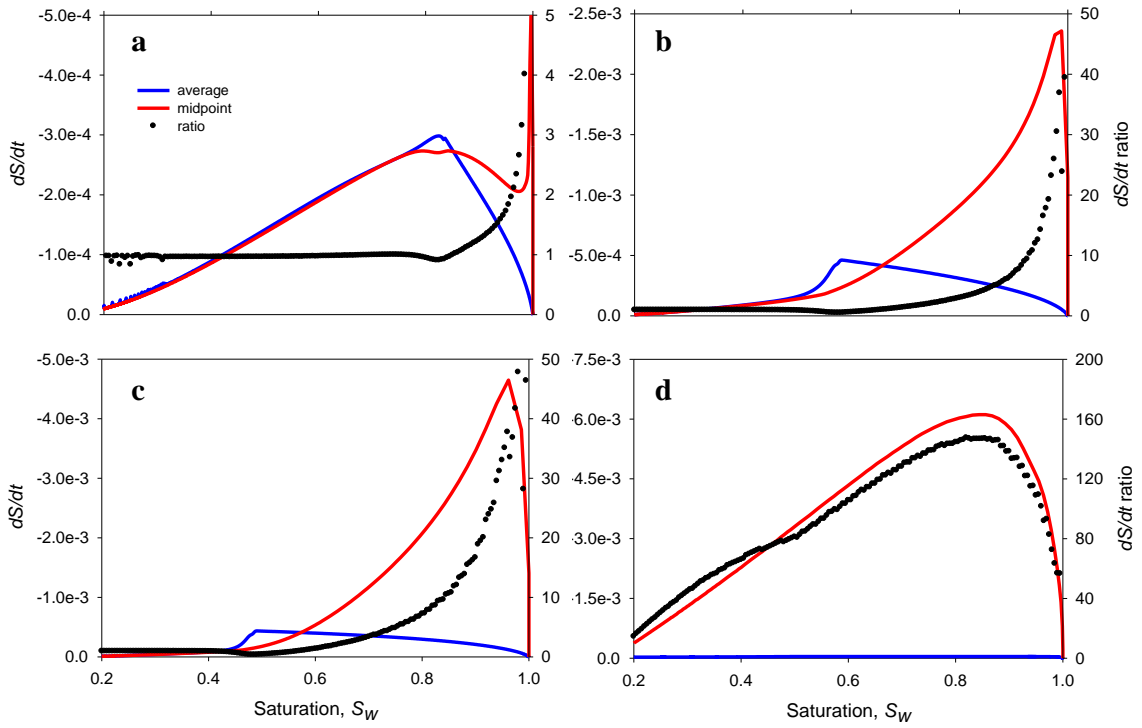 a
-5.0e-4
-4.0e-4
-3.0e-4
-2.0e-4
-1.0e-4
0.0
dS/dt
5
4
3
2
1
0
average
midpoint
ratio
b
-2.5e-3
-2.0e-3
-1.5e-3
-1.0e-3
-5.0e-4
0.0
50
40
30
20
10
0
dS/dt ratio
c
-5.0e-3
-4.0e-3
-3.0e-3
-2.0e-3
-1.0e-3
0.0
dS/dt
50
40
30
20
10
0
0.2 0.4 0.6 0.8 1.0
Saturation, SW
d
-7.5e-3
-6.0e-3
-4.5e-3
-3.0e-3
-1.5e-3
0.0
200
160
120
80
40
0
dS/dt ratio
0.2 0.4 0.6 0.8 1.0
Saturation, SW